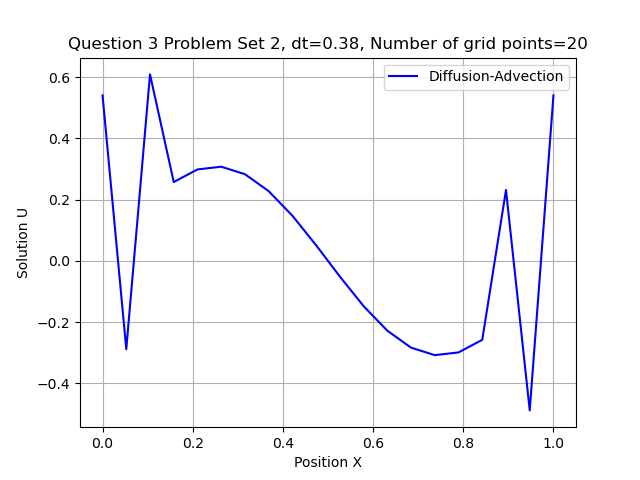 Question 3 Problem Set 2, dt=0.38, Number of grid points=20
Diffusion-Advection
Solution U
0.6
0.4
0.2
0.0
−0.2
−0.4
0.0 0.2 0.4 0.6 0.8 1.0
Position X